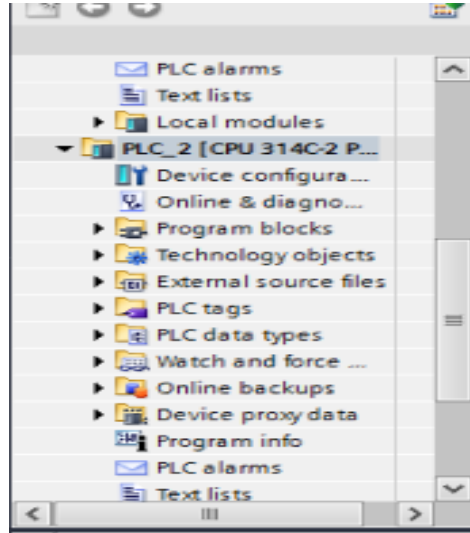 PLC alarms
Text lists
Local modules
PLC_2 [CPU 314C-2 P...
Device configura...
Online & diagno...
Program blocks
Technology objects
External source files
PLC tags
PLC data types
Watch and force ...
Online backups
Device proxy data
Program info
PLC alarms
Text lists